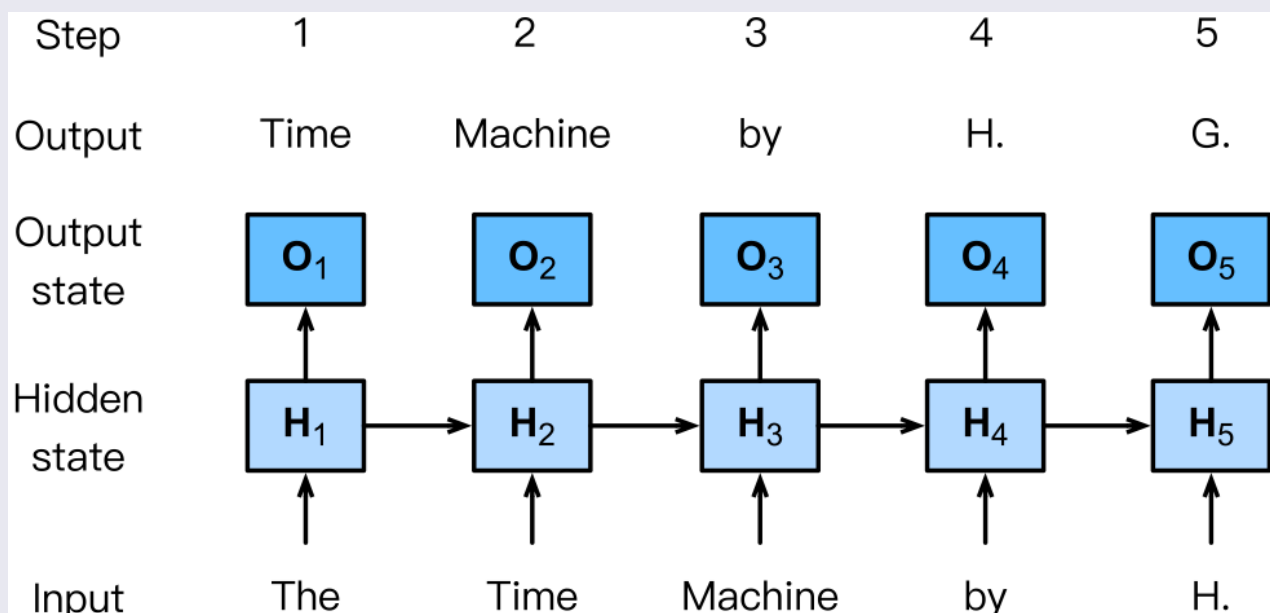 Step 1 2 3 4 5
Output Time Machine by H. G.
Output
state
O1 O2 O3 O4 O5
Hidden
state
H1 H2 H3 H4 H5
Input The Time Machine by H.